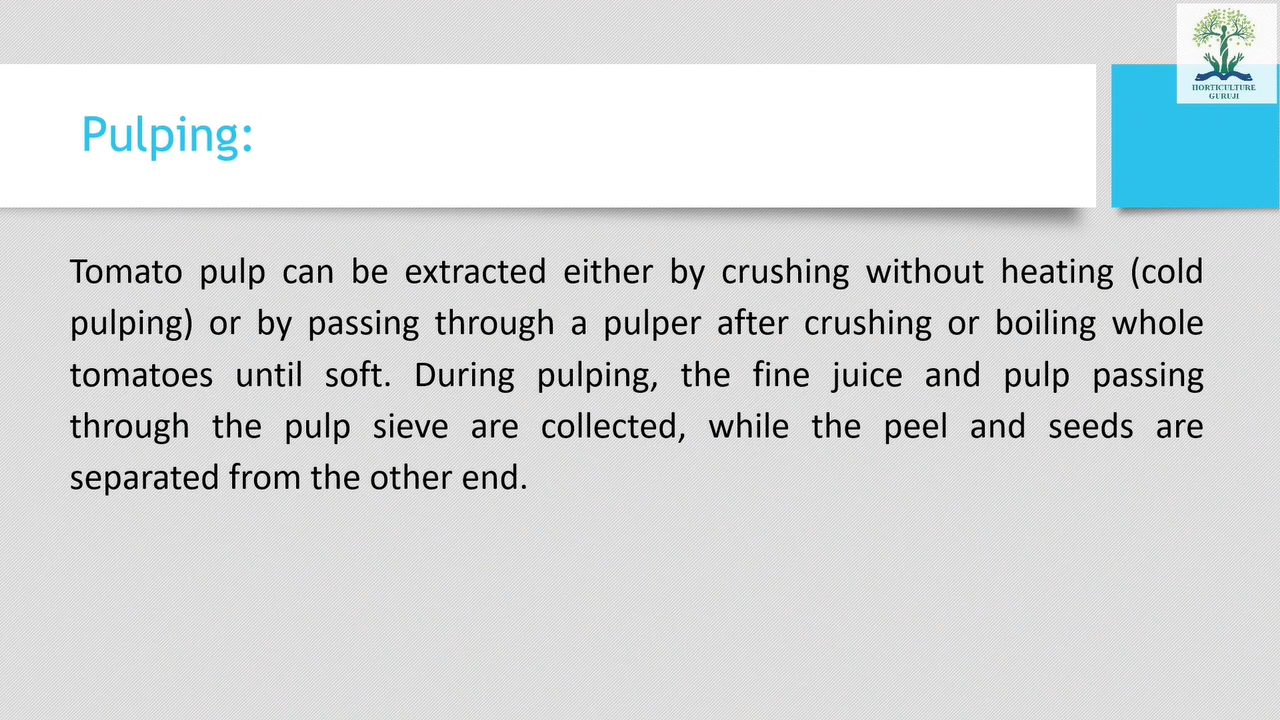 HORTICULTURE
GURUJI
Pulping:
Tomato pulp can be extracted either by crushing without heating (cold
pulping) or by passing through a pulper after crushing or boiling whole
tomatoes until soft. During pulping, the fine juice and pulp passing
through the pulp sieve are collected, while the peel and seeds are
separated from the other end.